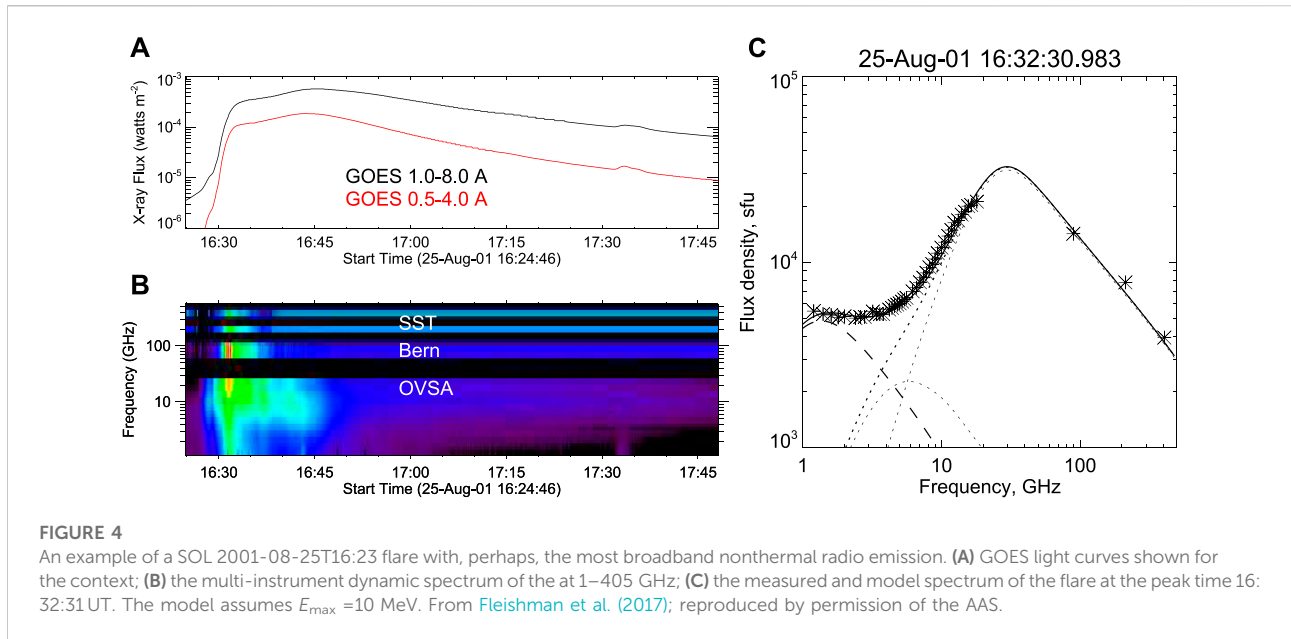 A
X-ray Flux (watts m-2)
10-3
10-4
10-5
10-6
GOES 1.0-8.0 A
GOES 0.5-4.0 A
16:30 16:45 17:00 17:15 17:30 17:45
Start Time (25-Aug-01 16:24:46)
B
Frequency (GHz)
100
10
SST
Bern
OVSA
16:30 16:45 17:00 17:15 17:30 17:45
Start Time (25-Aug-01 16:24:46)
C
25-Aug-01 16:32:30.983
Flux density, sfu
10^5
10^4
10^3
1 10 100
Frequency, GHz
FIGURE 4
An example of a SOL 2001-08-25T16:23 flare with, perhaps, the most broadband nonthermal radio emission. (A) GOES light curves shown for
the context; (B) the multi-instrument dynamic spectrum of the at 1–405 GHz; (C) the measured and model spectrum of the flare at the peak time 16:
32:31 UT. The model assumes Emax =10 MeV. From Fleishman et al. (2017); reproduced by permission of the AAS.